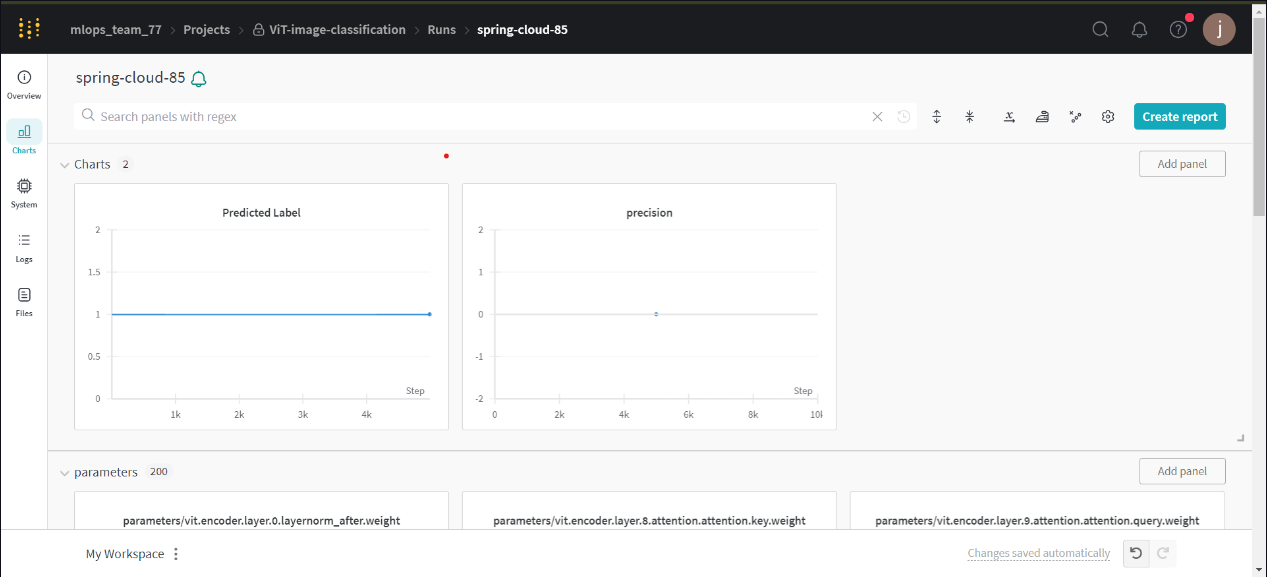 mlops_team_77 > Projects > ViT-image-classification > Runs > spring-cloud-85
j
Overview
Charts
System
Logs
Files
spring-cloud-85
Search panels with regex
Create report
Charts 2
Add panel
Predicted Label
2
1.5
1
0.5
0
1k 2k 3k 4k
Step
precision
2
1
0
-1
-2
0 2k 4k 6k 8k 10k
Step
parameters 200
Add panel
parameters/vit.encoder.layer.0.layernorm_after.weight
parameters/vit.encoder.layer.8.attention.attention.key.weight
parameters/vit.encoder.layer.9.attention.attention.query.weight
My Workspace
Changes saved automatically